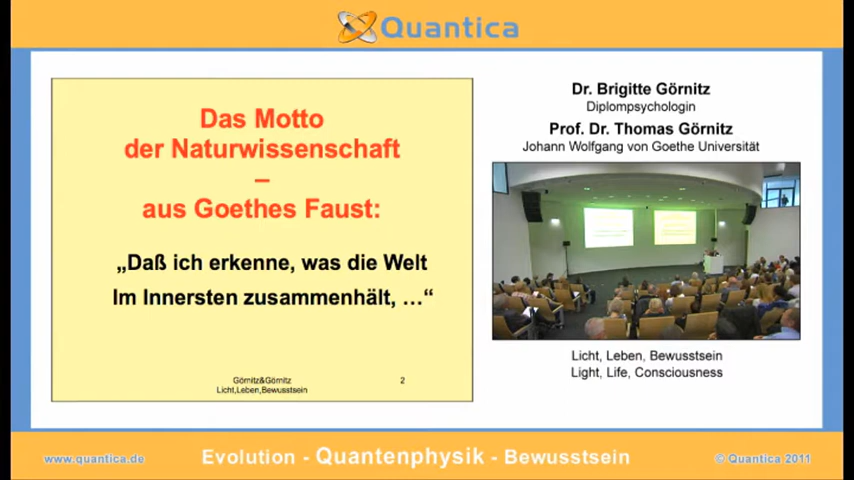 Quantica
Das Motto
der Naturwissenschaft
–
aus Goethes Faust:
„Daß ich erkenne, was die Welt
Im Innersten zusammenhält, …“
Görnitz&Görnitz
Licht,Leben,Bewusstsein
2
Dr. Brigitte Görnitz
Diplompsychologin
Prof. Dr. Thomas Görnitz
Johann Wolfgang von Goethe Universität
Licht, Leben, Bewusstsein
Light, Life, Consciousness
www.quantica.de
Evolution - Quantenphysik - Bewusstsein
© Quantica 2011